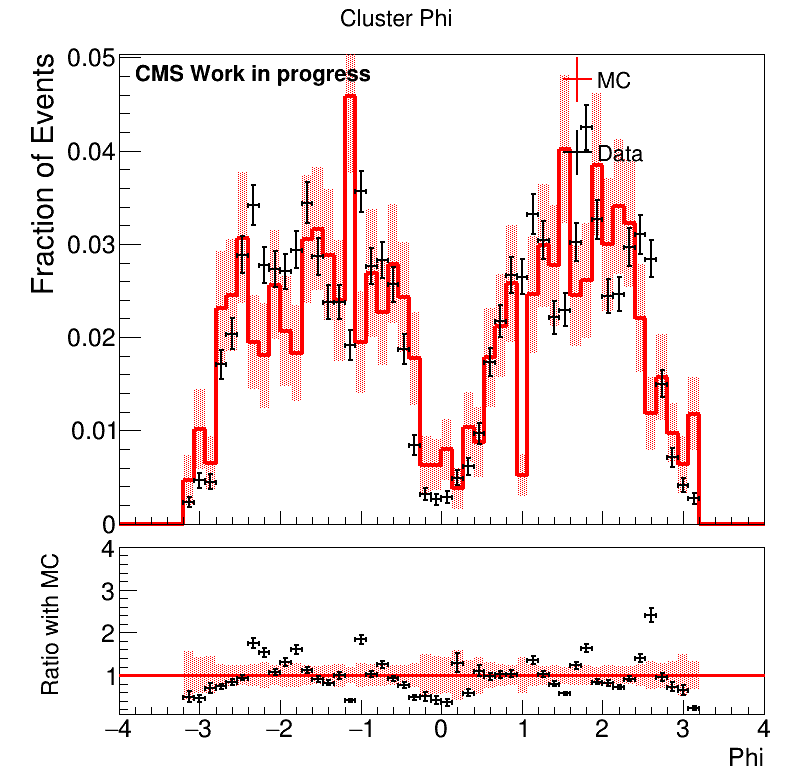 Cluster Phi
CMS Work in progress
MC
Data
Fraction of Events
0.05
0.04
0.03
0.02
0.01
0
Ratio with MC
4
3
2
1
−4 −3 −2 −1 0 1 2 3 4
Phi